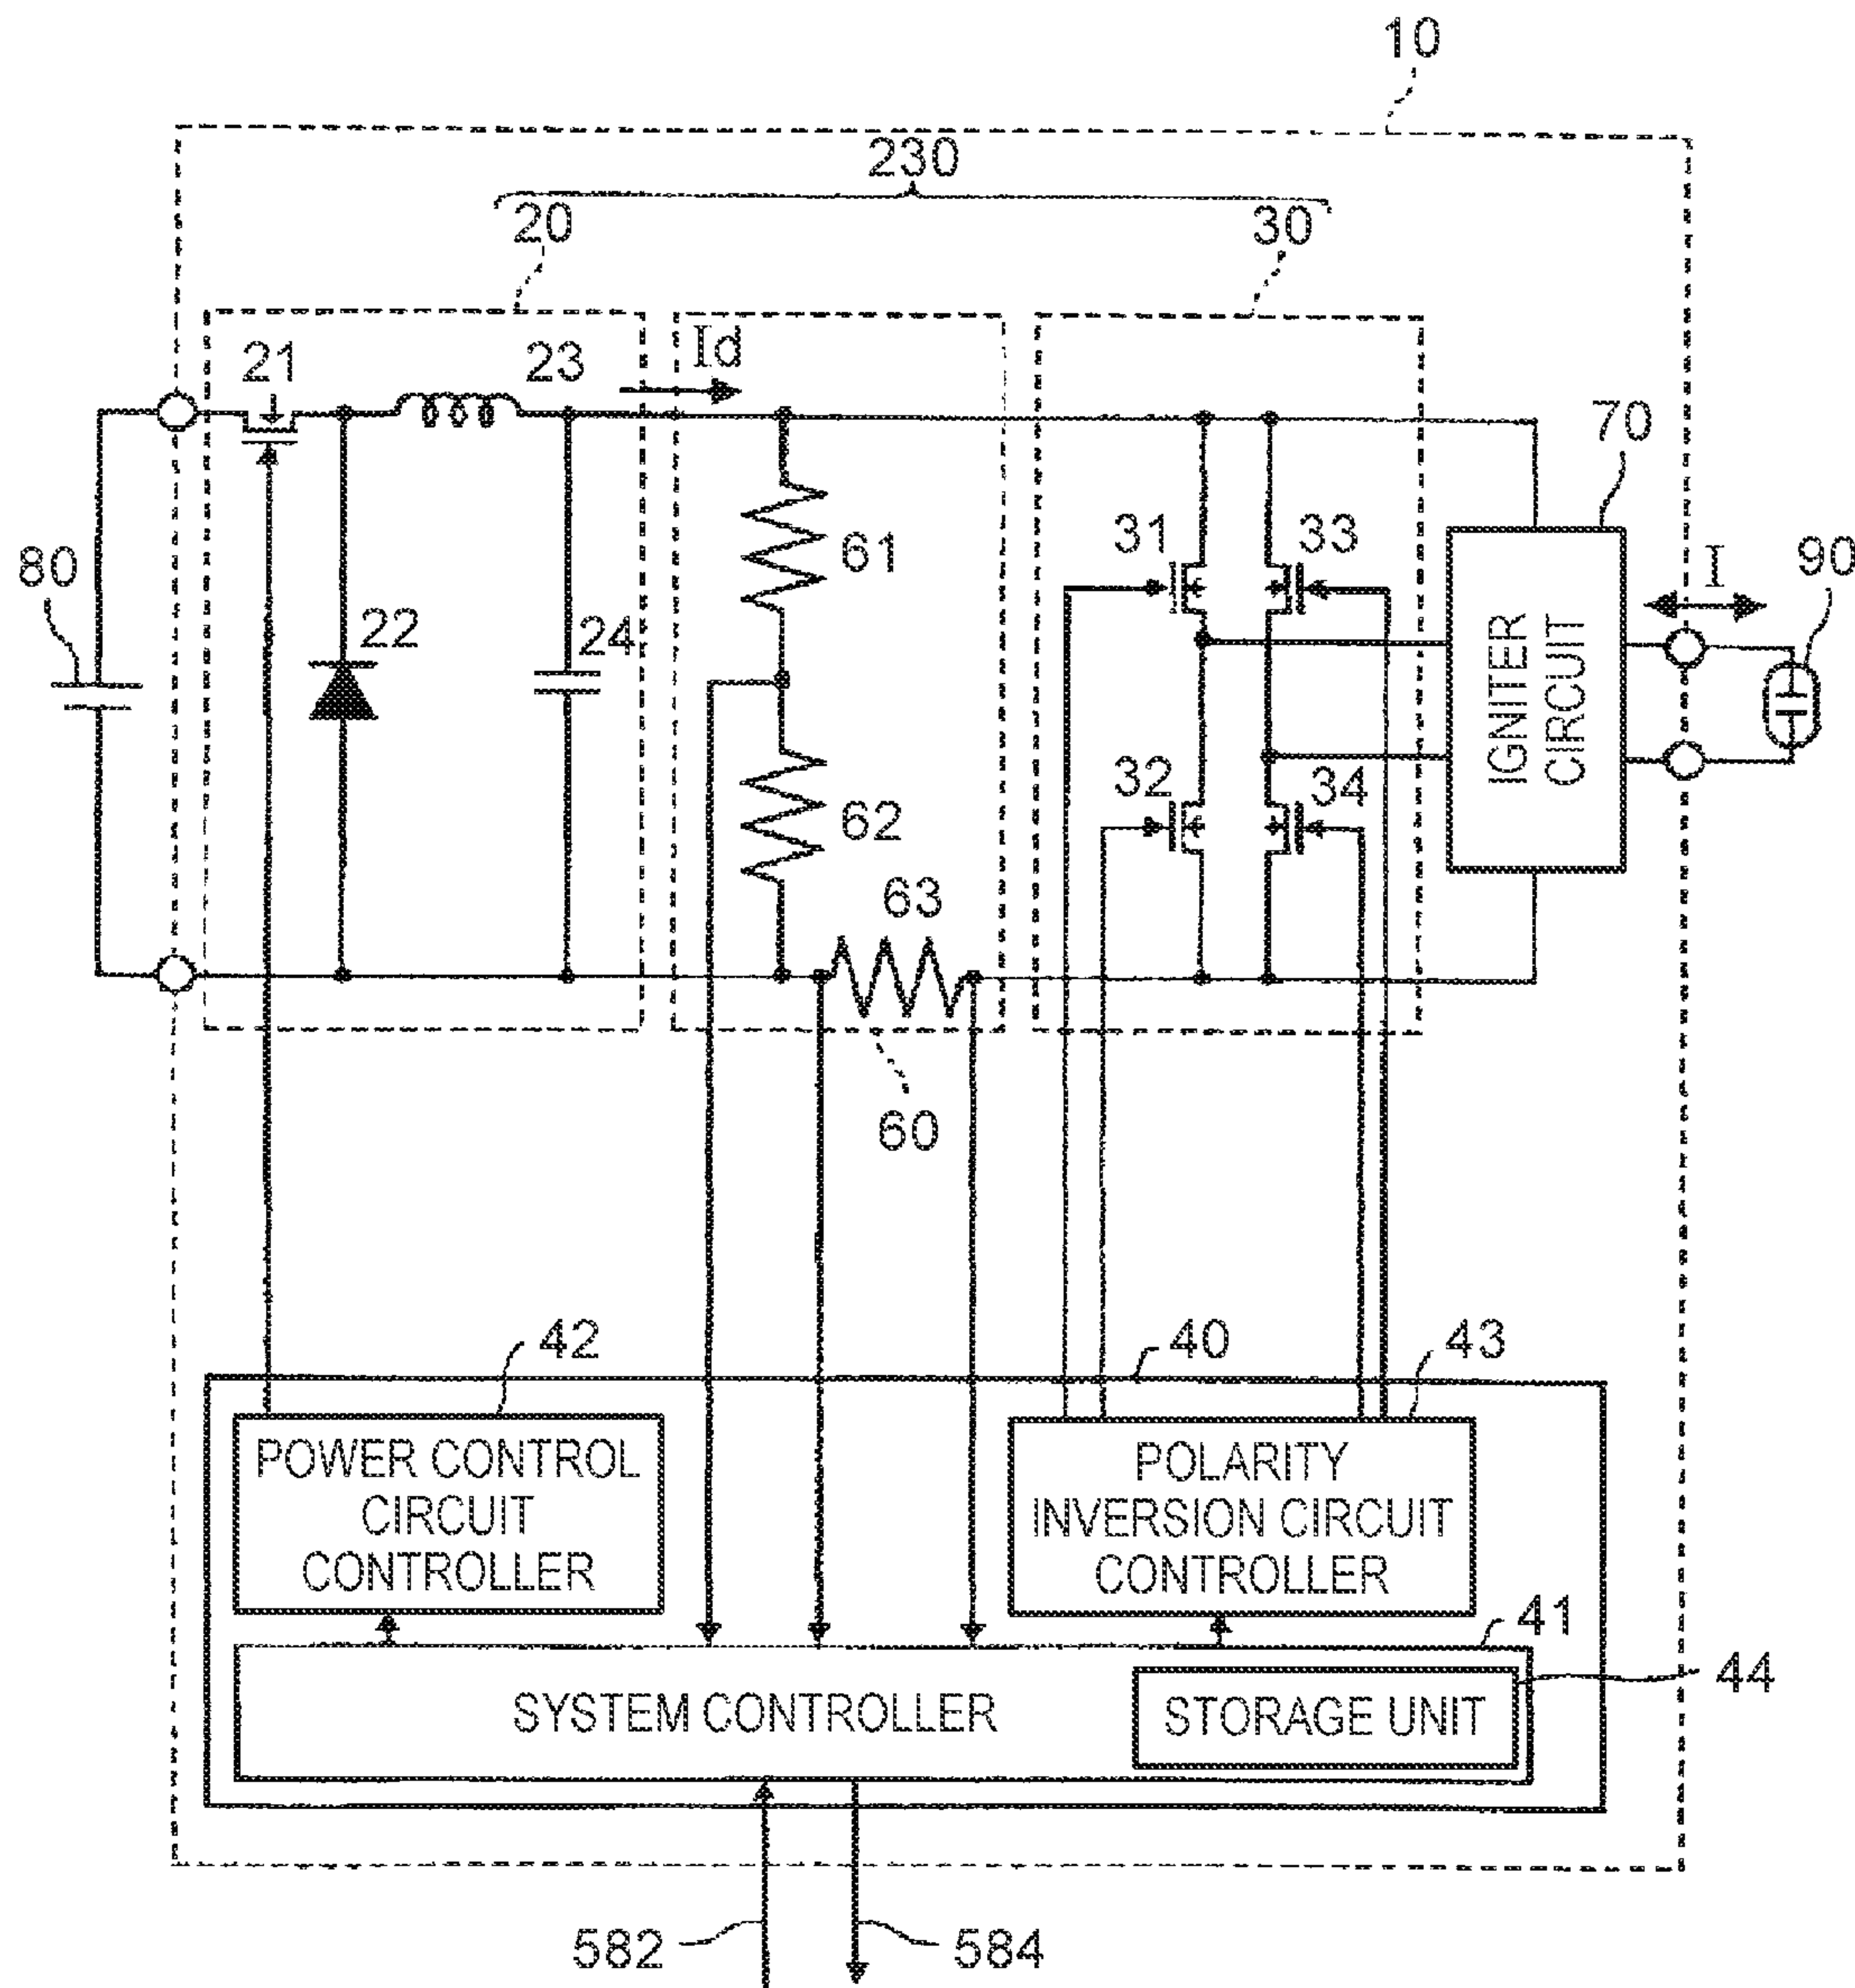 10
230
20
30
21
23
Id
70
31
33
61
80
90
I
22
24
IGNITER
CIRCUIT
32
34
62
63
60
42
40
43
POWER CONTROL
CIRCUIT
CONTROLLER
POLARITY
INVERSION CIRCUIT
CONTROLLER
41
44
SYSTEM CONTROLLER
STORAGE UNIT
582
584